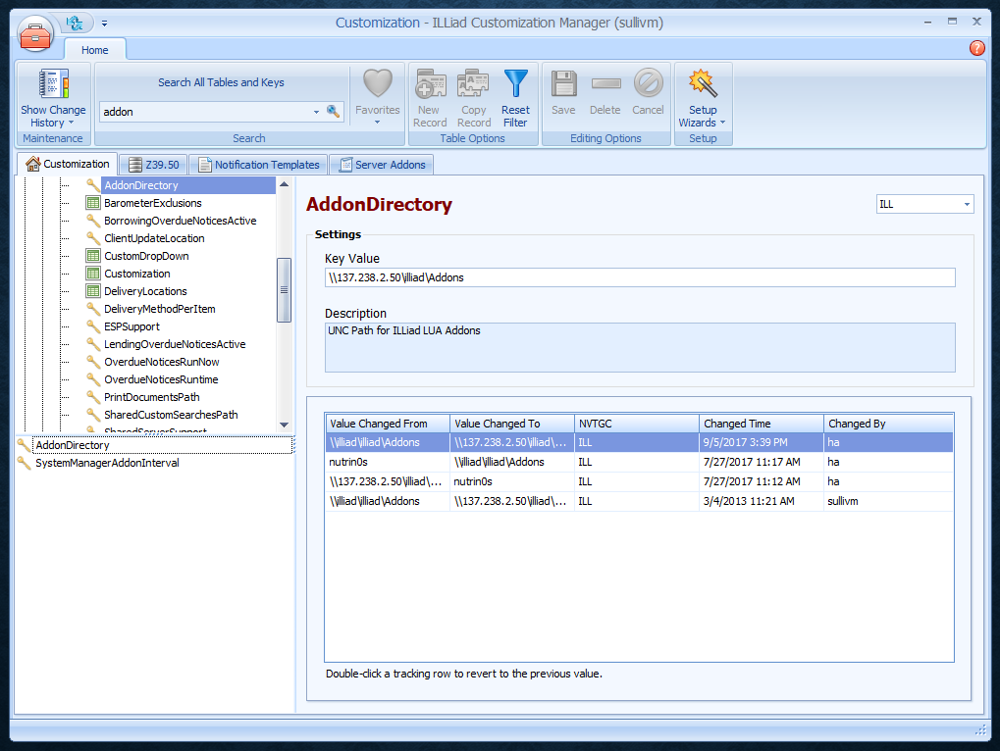 Customization - ILLiad Customization Manager (sullivm)
Home
Search All Tables and Keys
addon
Show Change
History
Favorites
New
Record
Copy
Record
Reset
Filter
Save
Delete
Cancel
Setup
Wizards
Maintenance
Search
Table Options
Editing Options
Setup
Customization
Z39.50
Notification Templates
Server Addons
AddonDirectory
BarometerExclusions
BorrowingOverdueNoticesActive
ClientUpdateLocation
CustomDropDown
Customization
DeliveryLocations
DeliveryMethodPerItem
ESPSupport
LendingOverdueNoticesActive
OverdueNoticesRunNow
OverdueNoticesRuntime
PrintDocumentsPath
SharedCustomSearchesPath
SharedServerSupport
AddonDirectory
SystemManagerAddonInterval
AddonDirectory
ILL
Settings
Key Value
\\137.238.2.50\illiad\Addons
Description
UNC Path for ILLiad LUA Addons
Value Changed From Value Changed To NVTGC Changed Time Changed By
\\illiad\illiad\Addons \\137.238.2.50\illiad\... ILL 9/5/2017 3:39 PM ha
nutrin0s \\illiad\illiad\Addons ILL 7/27/2017 11:17 AM ha
\\137.238.2.50\illiad\... nutrin0s ILL 7/27/2017 11:12 AM ha
\\illiad\illiad\Addons \\137.238.2.50\illiad\... ILL 3/4/2013 11:21 AM sullivm
Double-click a tracking row to revert to the previous value.